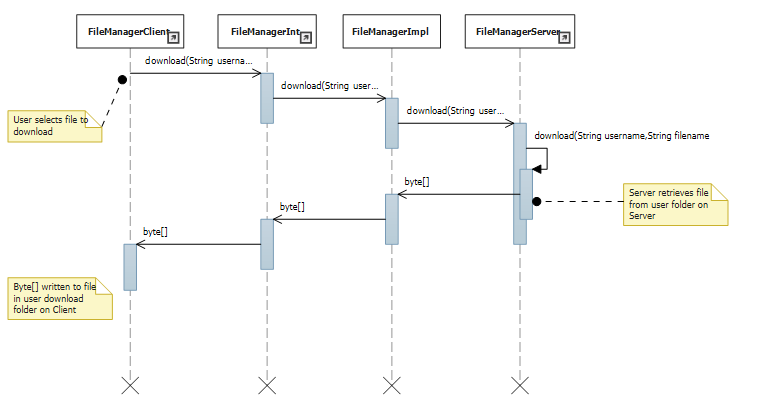 FileManagerClient
FileManagerInt
FileManagerImpl
FileManagerServer
download(String userna...
download(String user...
download(String user...
User selects file to
download
download(String username,String filename
byte[]
Server retrieves file
from user folder on
Server
byte[]
byte[]
Byte[] written to file
in user download
folder on Client